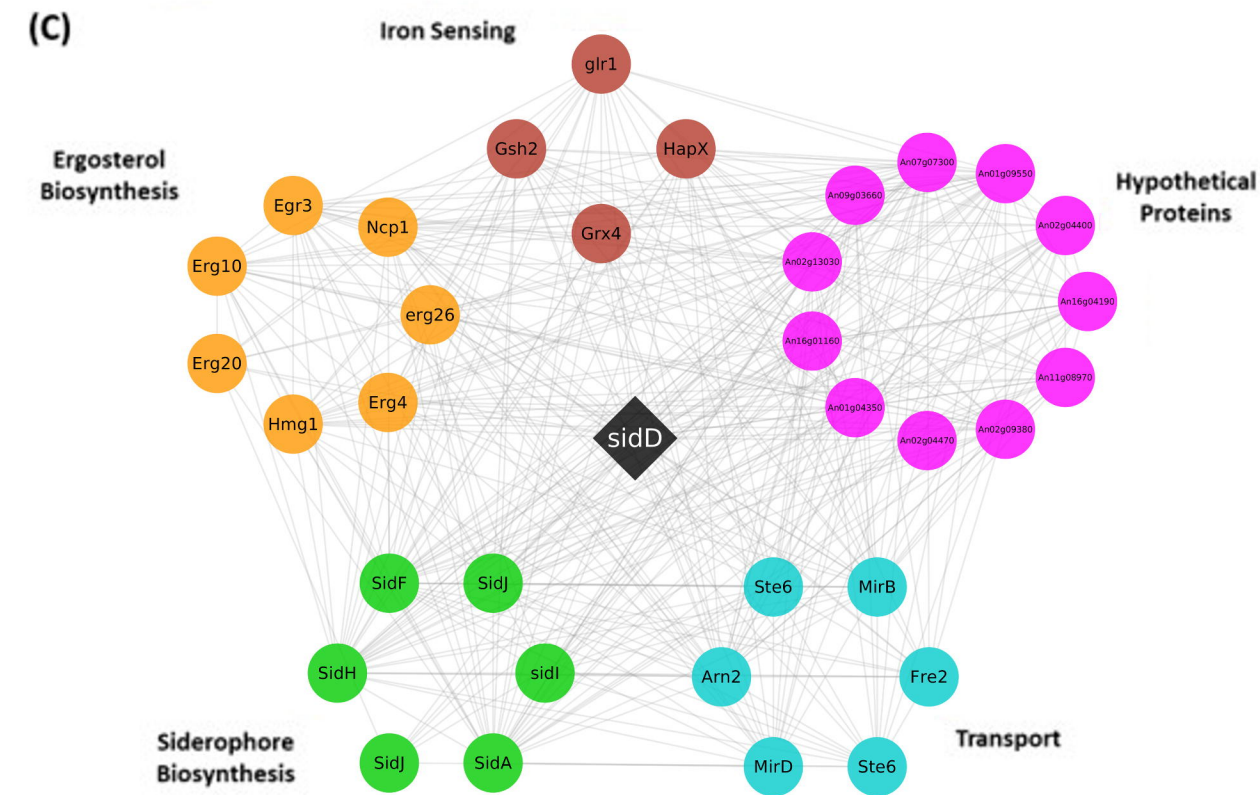 (C)
Iron Sensing
glr1
Gsh2
HapX
Grx4
Ergosterol
Biosynthesis
Egr3
Ncp1
Erg10
erg26
Erg20
Erg4
Hmg1
Hypothetical
Proteins
An07g07300
An01g09550
An09g03660
An02g04400
An02g13030
An16g04190
An16g01160
An11g08970
An01g04350
An02g09380
An02g04470
sidD
SidF
SidJ
SidH
sidI
SidJ
SidA
Siderophore
Biosynthesis
Ste6
MirB
Arn2
Fre2
MirD
Ste6
Transport